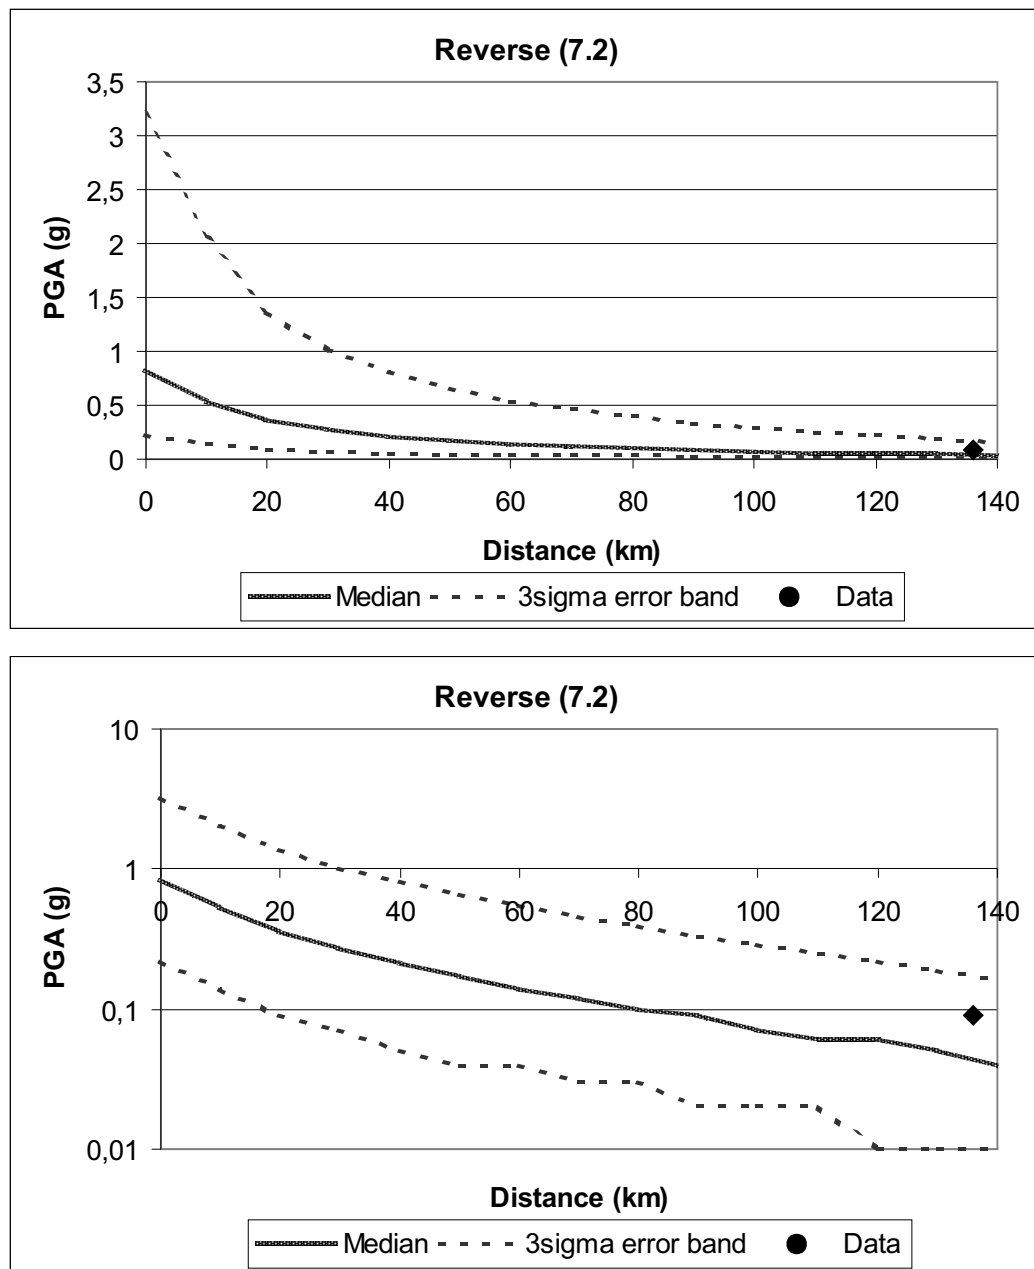 Reverse (7.2)
3,5
3
2,5
2
1,5
1
0,5
0
PGA (g)
0 20 40 60 80 100 120 140
Distance (km)
Median 3sigma error band Data
Reverse (7.2)
10
1
0,1
0,01
PGA (g)
0 20 40 60 80 100 120 140
Distance (km)
Median 3sigma error band Data